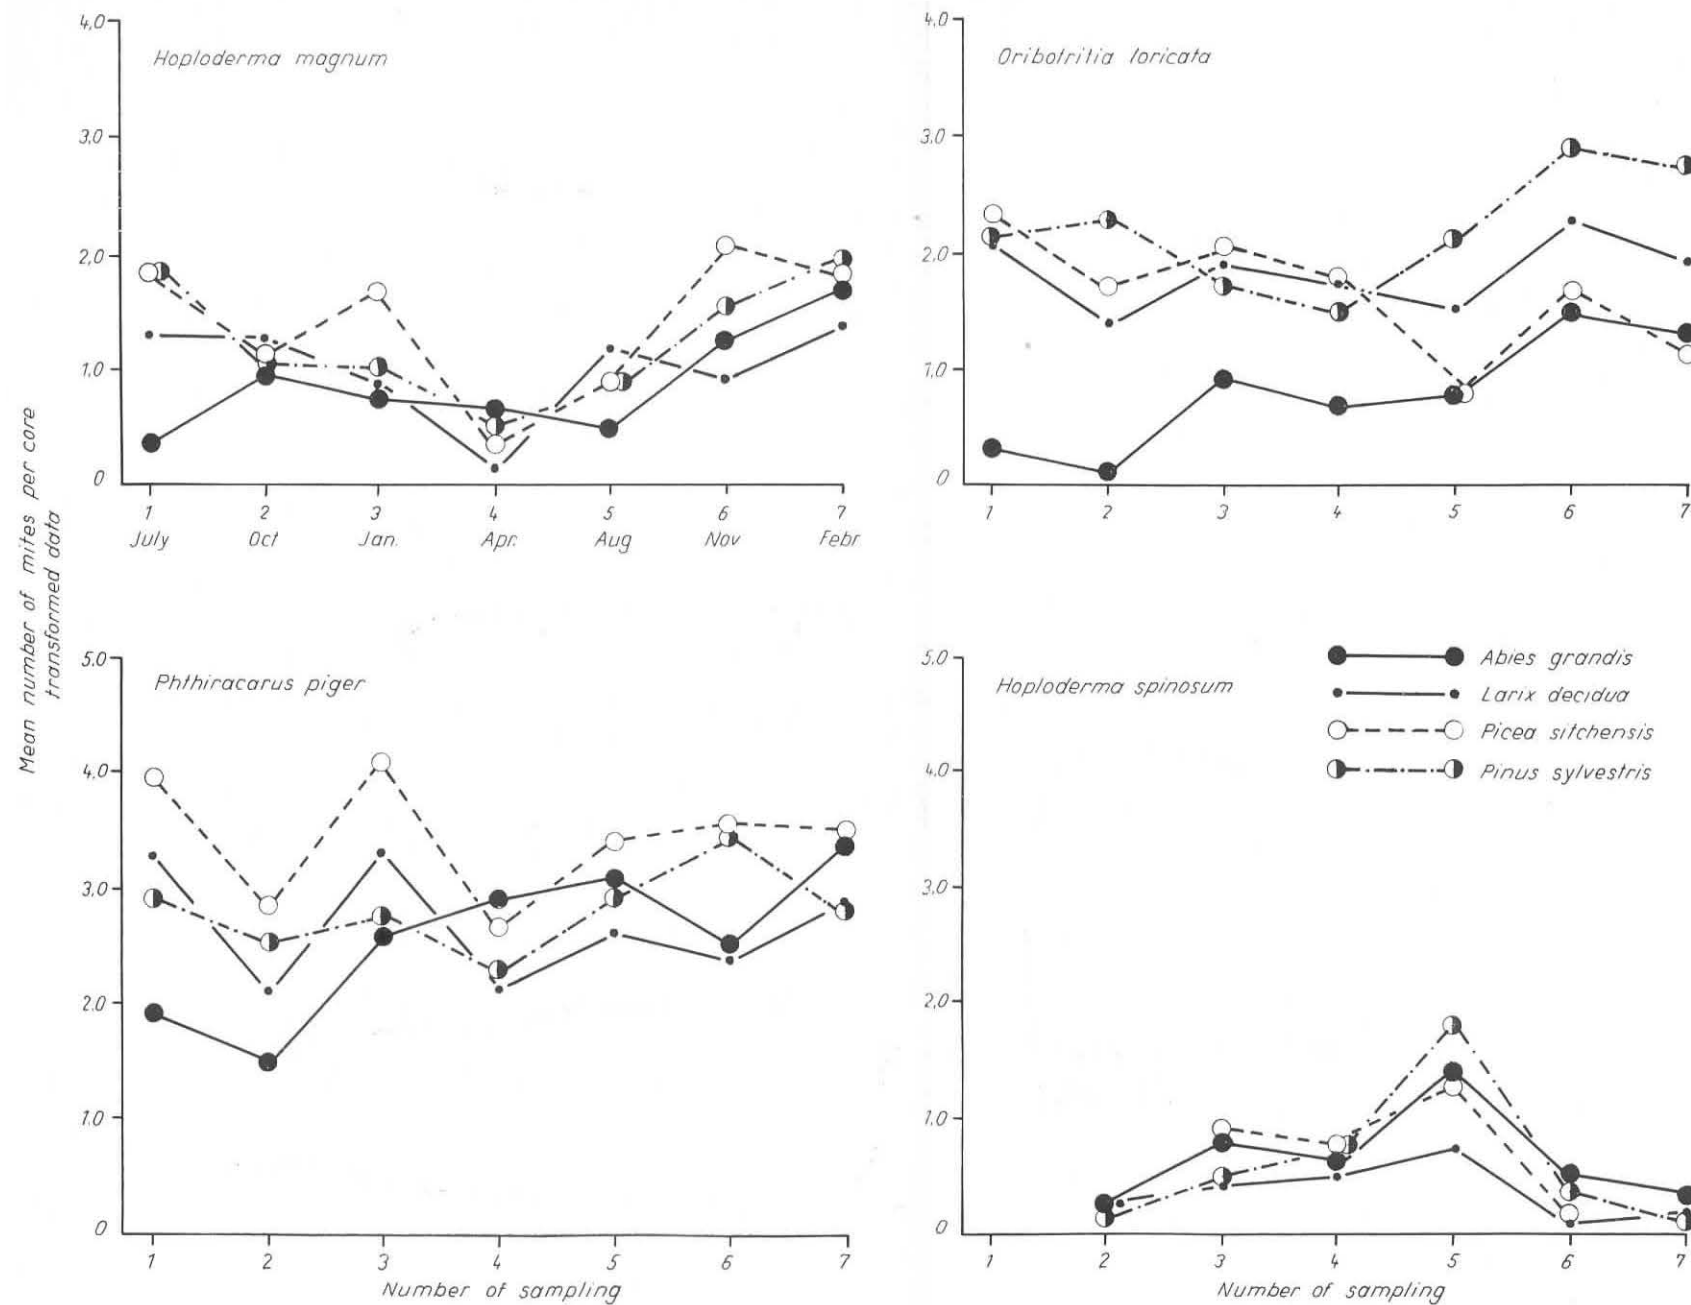 Mean number of mites per core
transformed data
4,0
Hoploderma magnum
3,0
2,0
1,0
0
1 2 3 4 5 6 7
July Oct Jan. Apr. Aug Nov Febr.
4,0
Oribotritia loricata
3,0
2,0
1,0
0
1 2 3 4 5 6 7
5.0
Phthiracarus piger
4.0
3.0
2.0
1.0
0
1 2 3 4 5 6 7
Number of sampling
5.0
Hoploderma spinosum
Abies grandis
Larix decidua
Picea sitchensis
Pinus sylvestris
4.0
3.0
2,0
1,0
0
1 2 3 4 5 6 7
Number of sampling